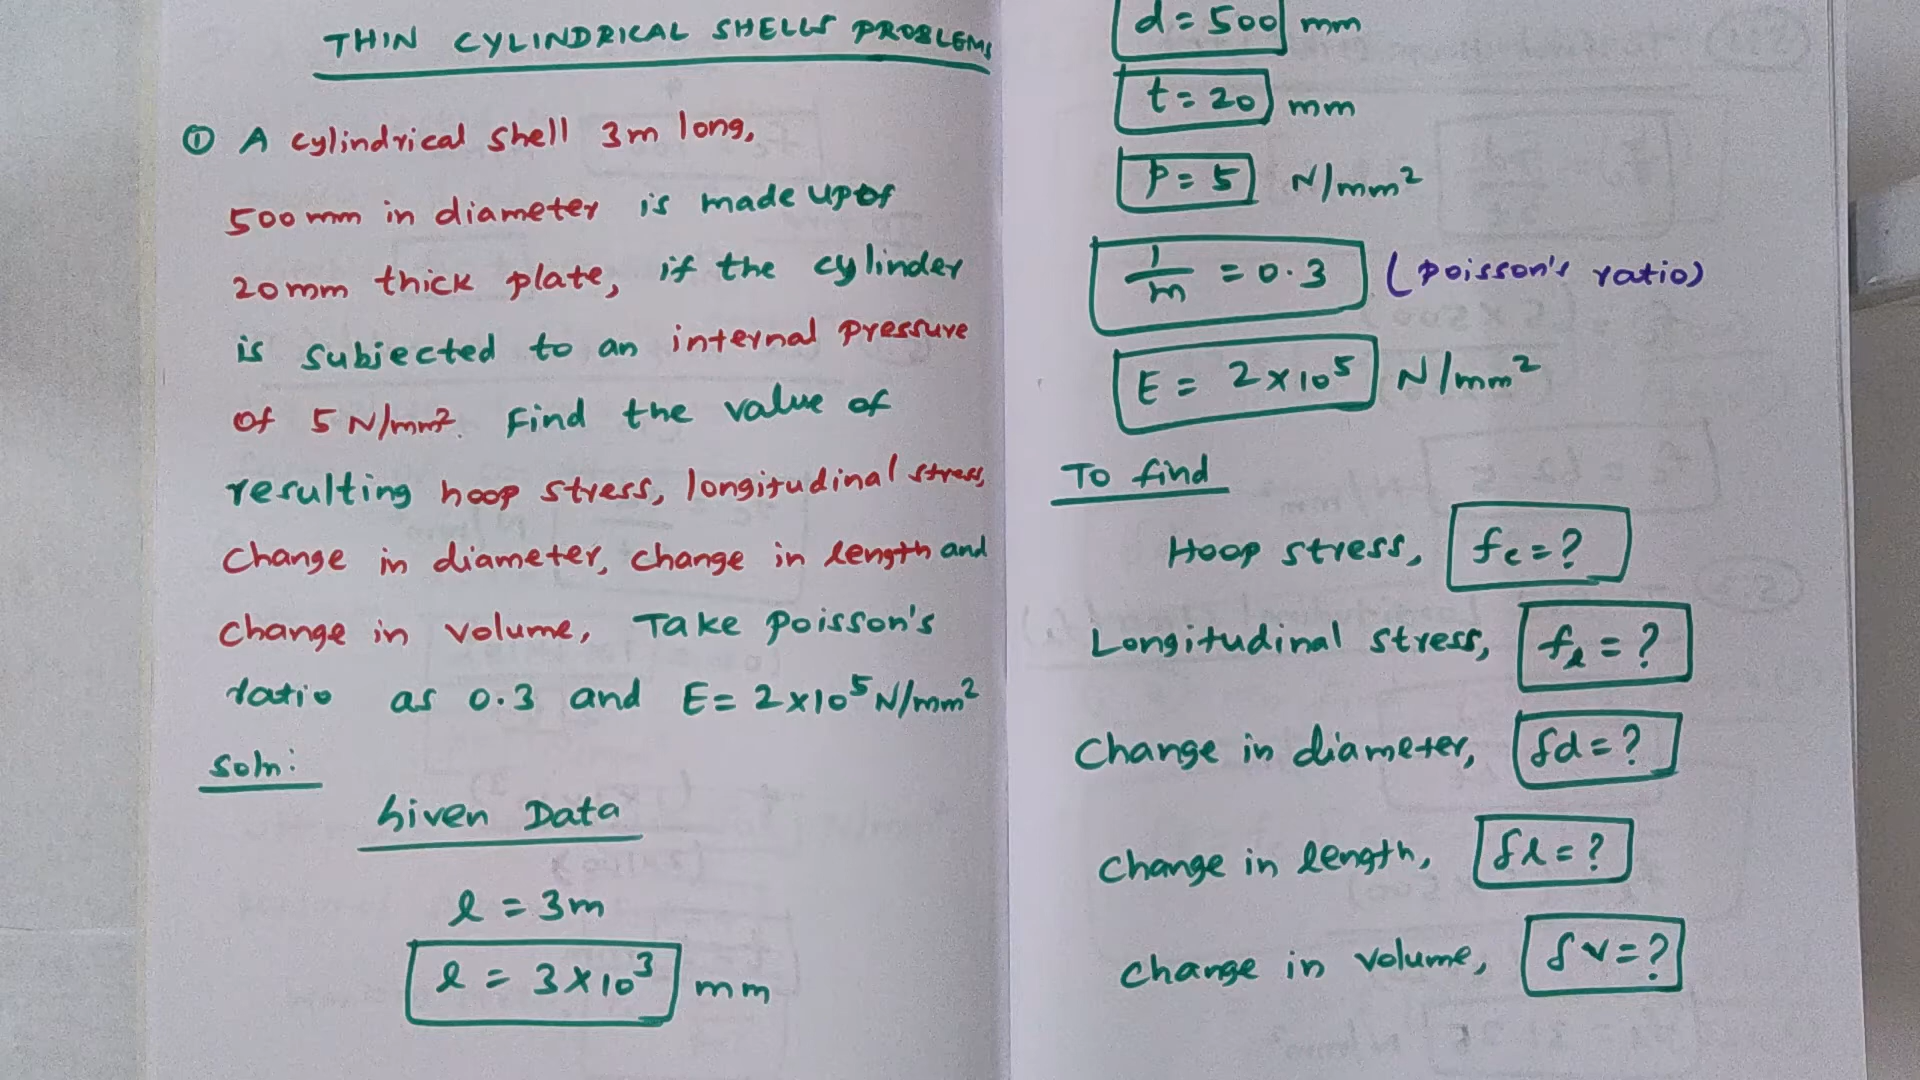 THIN CYLINDRICAL SHELLS PROBLEMS
① A cylindrical shell 3m long,
500mm in diameter is made up of
20mm thick plate, if the cylinder
is subjected to an internal pressure
of 5 N/mm². Find the value of
resulting hoop stress, longitudinal stress,
change in diameter, change in length and
change in volume, Take poisson's
ratio as 0.3 and E= 2×10⁵ N/mm²
Soln:
Given Data
l = 3m
l = 3×10³ mm
d = 500 mm
t = 20 mm
P = 5 N/mm²
1/m = 0.3 (poisson's ratio)
E = 2×10⁵ N/mm²
To find
Hoop stress, fc = ?
Longitudinal stress, fl = ?
Change in diameter, δd = ?
Change in length, δl = ?
Change in volume, δv = ?